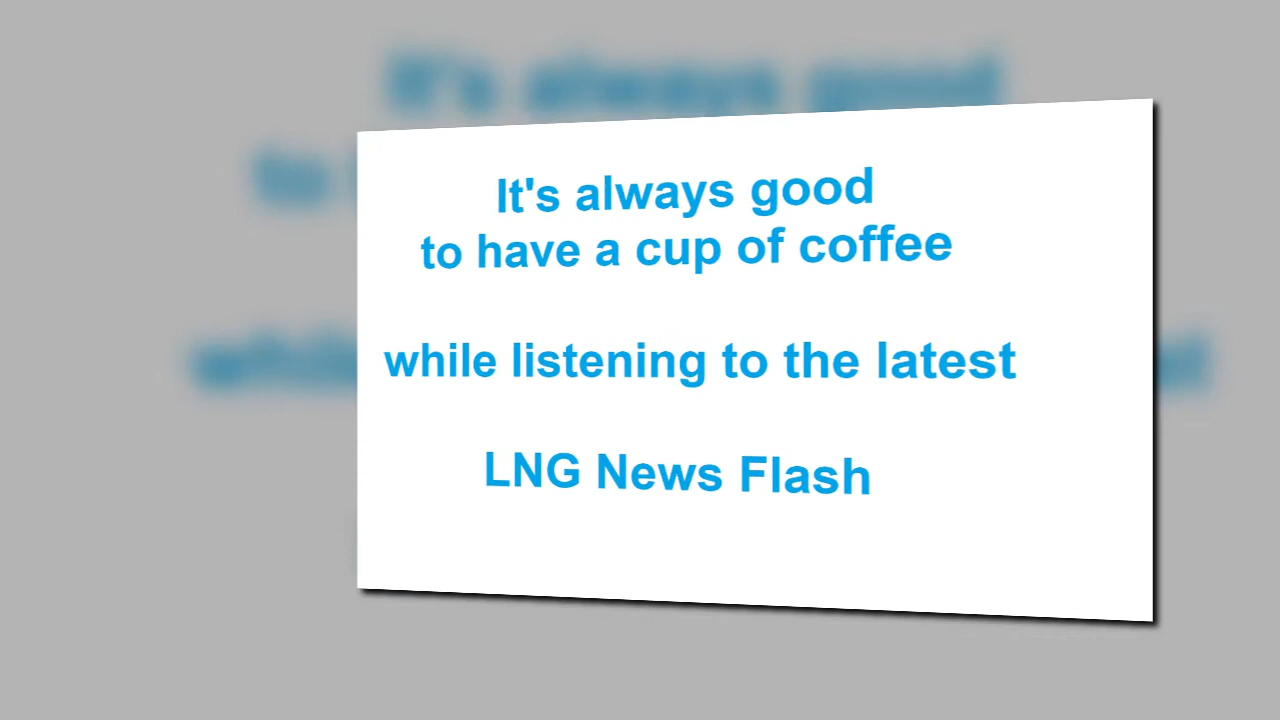 It's always good
to have a cup of coffee
while listening to the latest
LNG News Flash